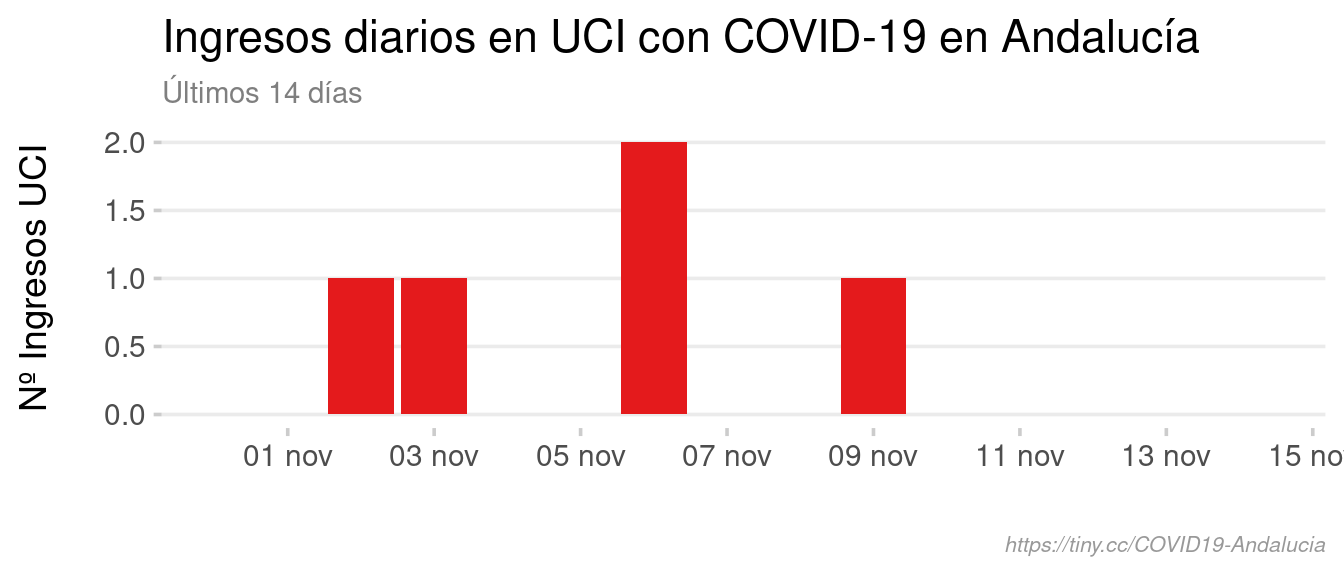 Ingresos diarios en UCI con COVID-19 en Andalucía
Últimos 14 días
Nº Ingresos UCI
2.0
1.5
1.0
0.5
0.0
01 nov 03 nov 05 nov 07 nov 09 nov 11 nov 13 nov 15 no
https://tiny.cc/COVID19-Andalucia